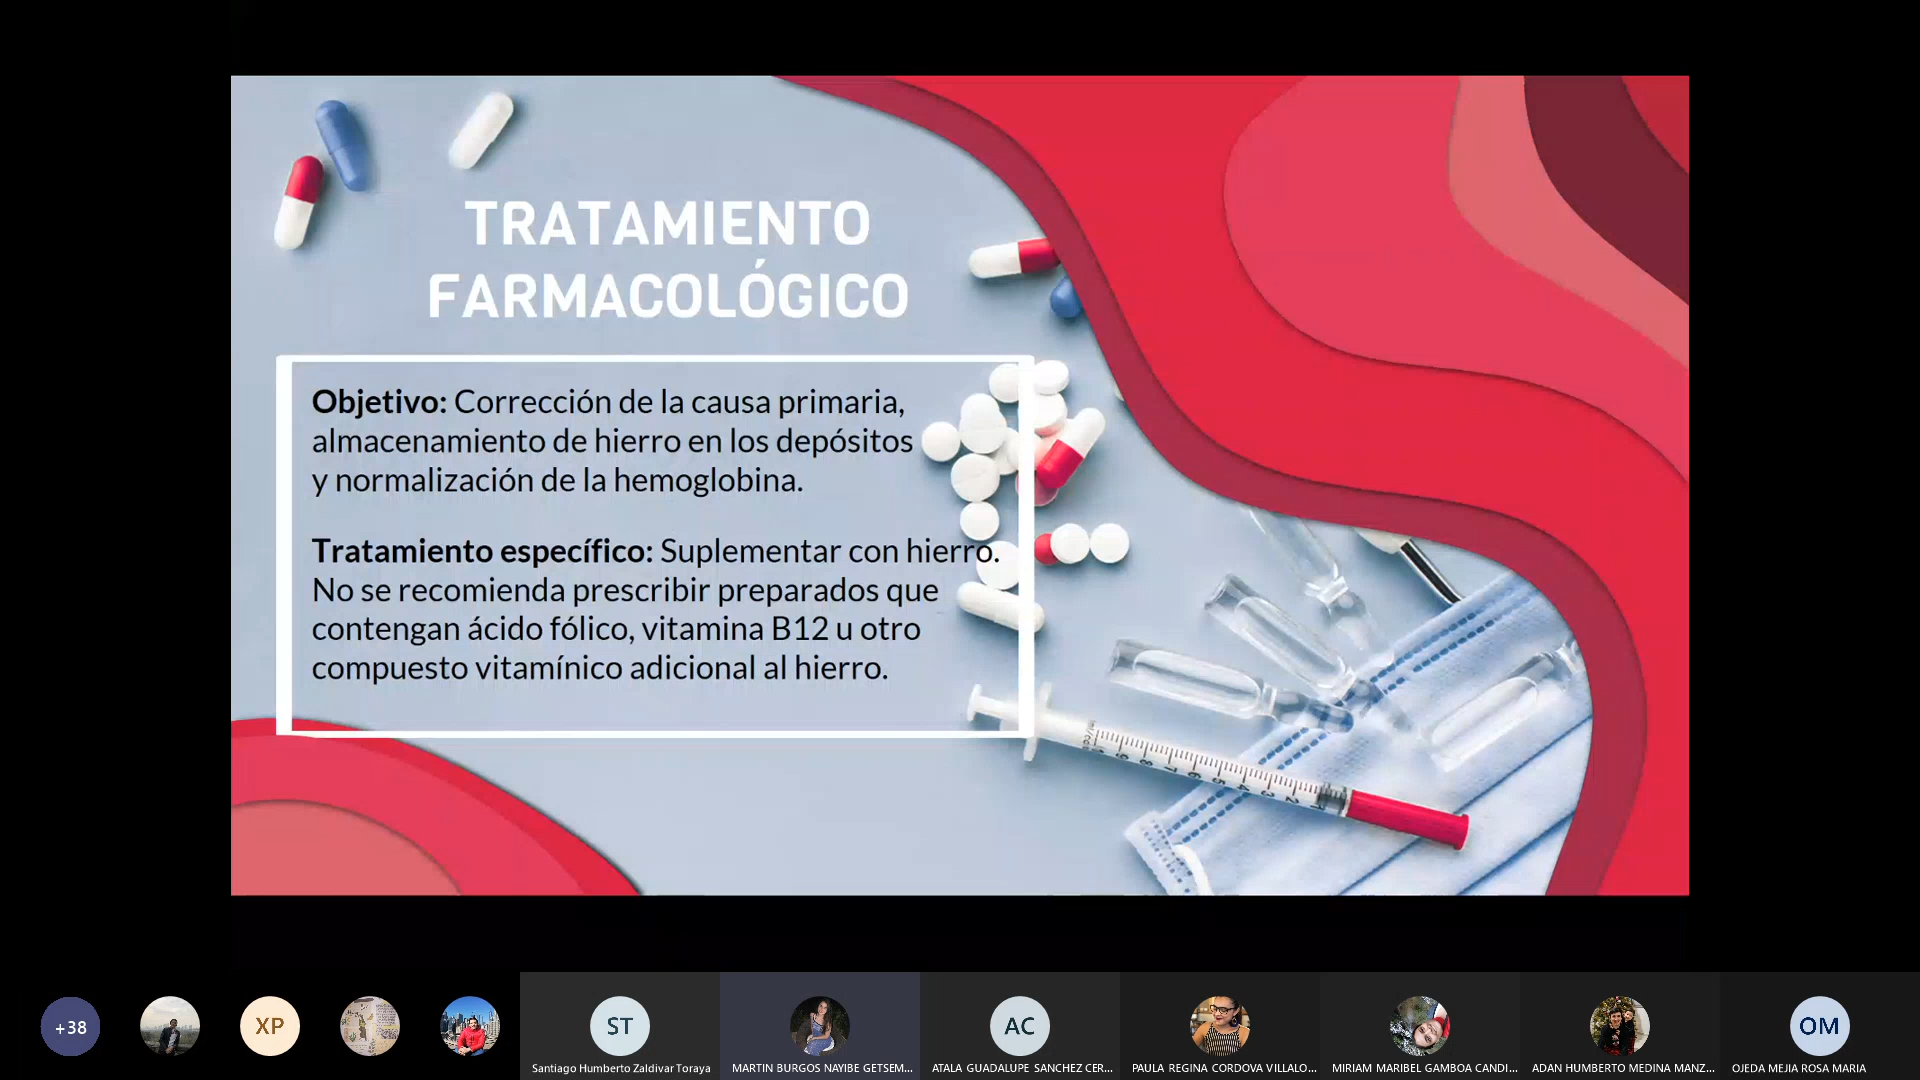 TRATAMIENTO
FARMACOLÓGICO
Objetivo: Corrección de la causa primaria,
almacenamiento de hierro en los depósitos
y normalización de la hemoglobina.
Tratamiento específico: Suplementar con hierro.
No se recomienda prescribir preparados que
contengan ácido fólico, vitamina B12 u otro
compuesto vitamínico adicional al hierro.
+38
XP
ST
AC
OM
Santiago Humberto Zaldivar Toraya
MARTIN BURGOS NAYIBE GETSEM...
ATALA GUADALUPE SANCHEZ CER...
PAULA REGINA CORDOVA VILLALO...
MIRIAM MARIBEL GAMBOA CANDI...
ADAN HUMBERTO MEDINA MANZ...
OJEDA MEJIA ROSA MARIA